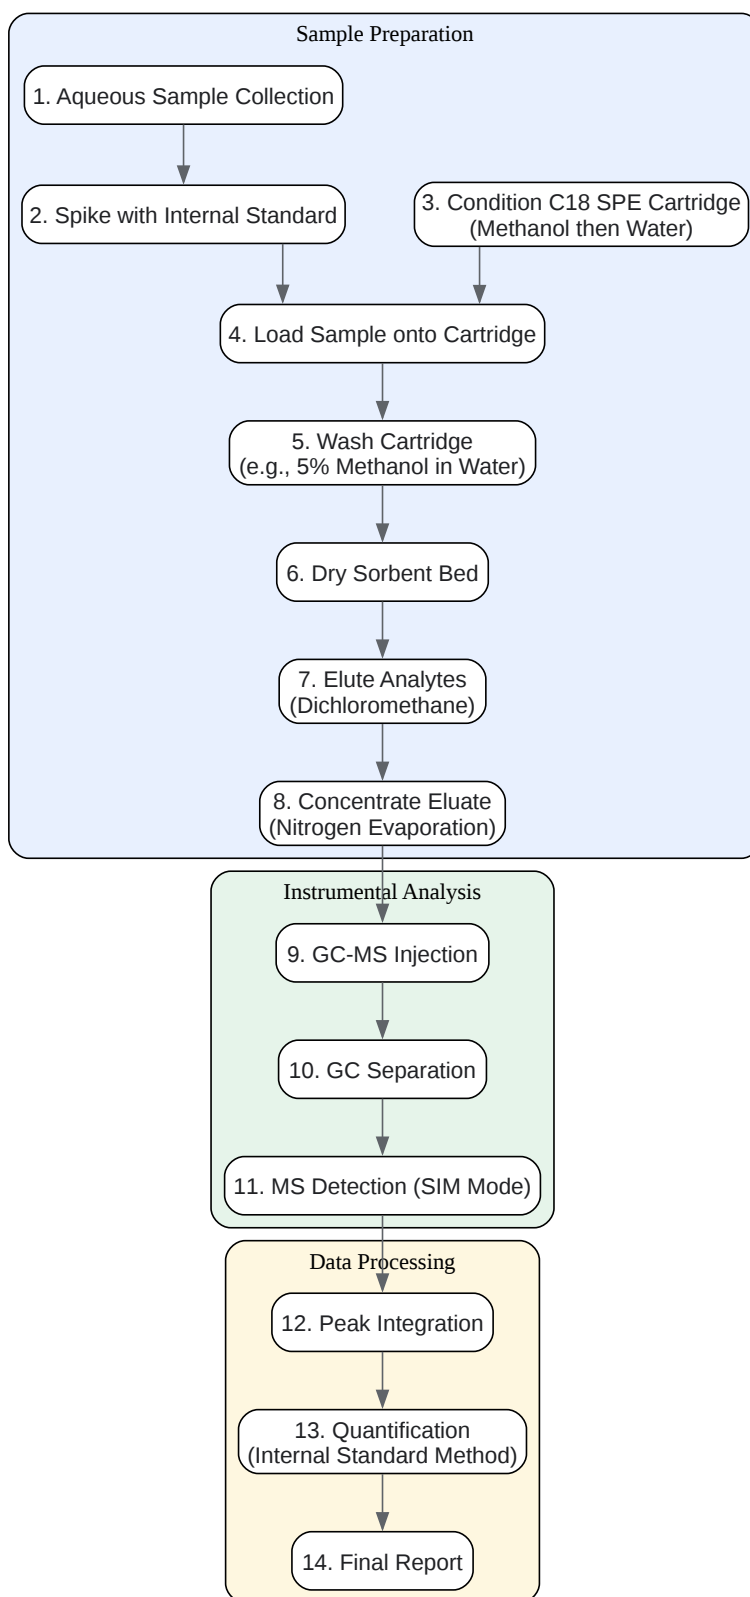 Sample Preparation
1. Aqueous Sample Collection
2. Spike with Internal Standard
3. Condition C18 SPE Cartridge
(Methanol then Water)
4. Load Sample onto Cartridge
5. Wash Cartridge
(e.g., 5% Methanol in Water)
6. Dry Sorbent Bed
7. Elute Analytes
(Dichloromethane)
8. Concentrate Eluate
(Nitrogen Evaporation)
Instrumental Analysis
9. GC-MS Injection
10. GC Separation
11. MS Detection (SIM Mode)
Data Processing
12. Peak Integration
13. Quantification
(Internal Standard Method)
14. Final Report